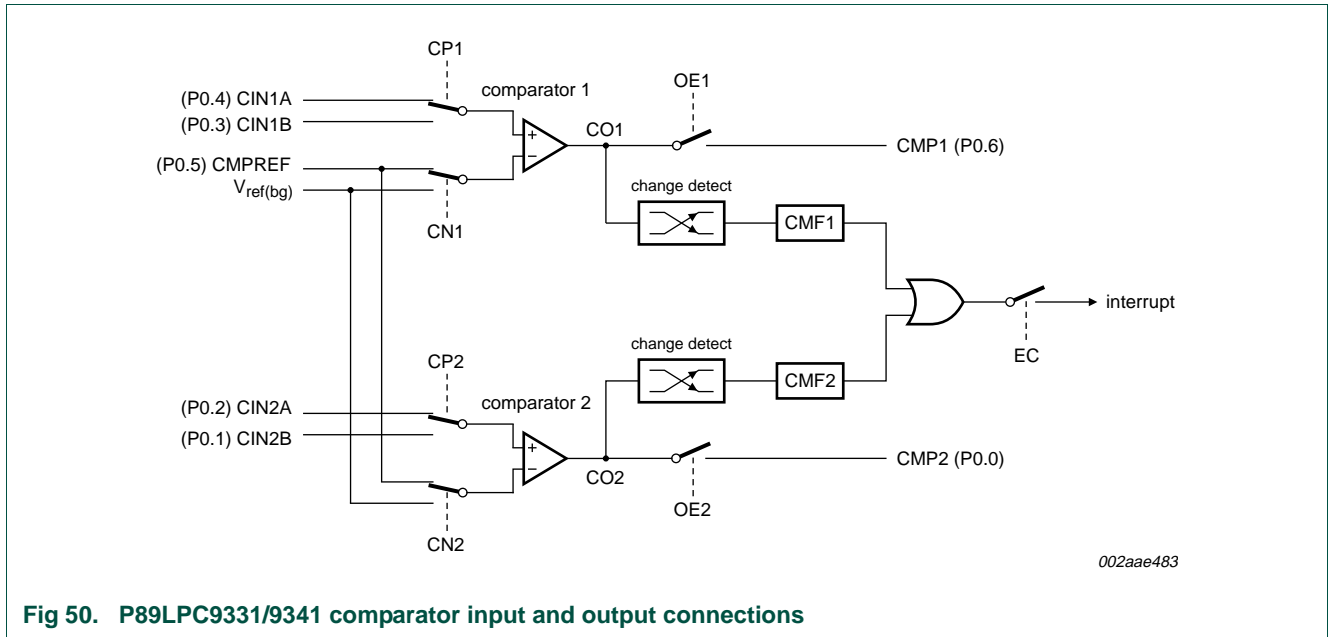 CP1
comparator 1
OE1
(P0.4) CIN1A
(P0.3) CIN1B
CO1
CMP1 (P0.6)
(P0.5) CMPREF
Vref(bg)
change detect
CN1
CMF1
interrupt
EC
change detect
CP2
CMF2
(P0.2) CIN2A
comparator 2
(P0.1) CIN2B
CO2
CMP2 (P0.0)
OE2
CN2
002aae483
Fig 50. P89LPC9331/9341 comparator input and output connections